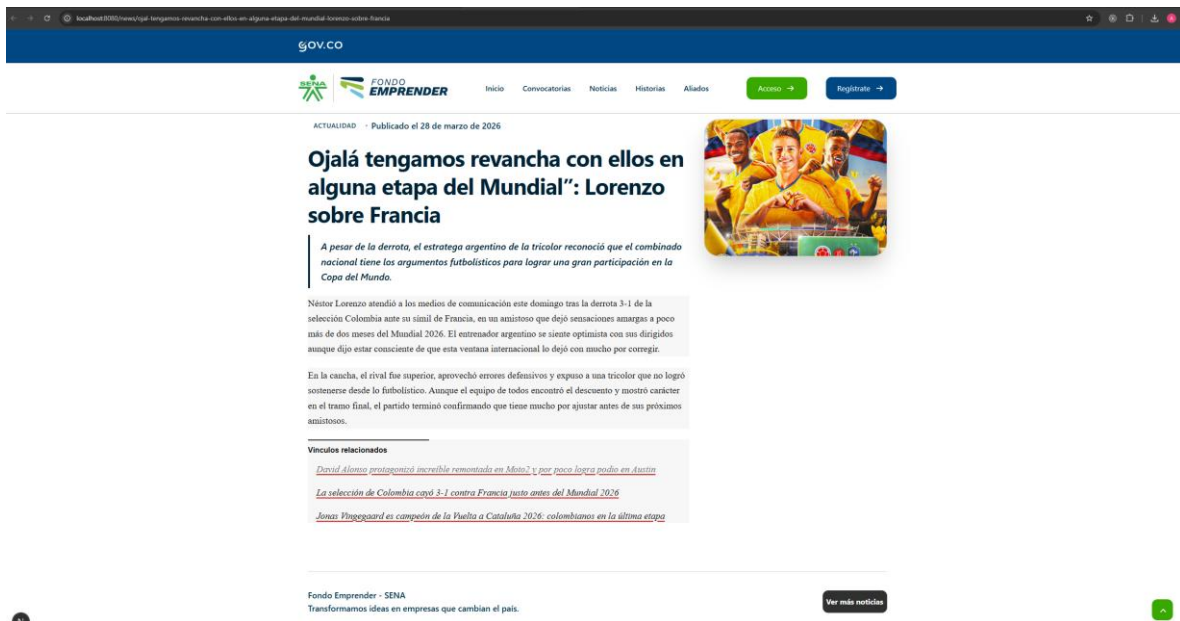 localhost:8080/news/ojal-tengamos-revancha-con-ellos-en-alguna-etapa-del-mundial-lorenzo-sobre-francia
GOV.CO
SENA
FONDO
EMPRENDER
Inicio
Convocatorias
Noticias
Historias
Aliados
Acceso →
Regístrate →
ACTUALIDAD · Publicado el 28 de marzo de 2026
Ojalá tengamos revancha con ellos en
alguna etapa del Mundial”: Lorenzo
sobre Francia
A pesar de la derrota, el estratega argentino de la tricolor reconoció que el combinado
nacional tiene los argumentos futbolísticos para lograr una gran participación en la
Copa del Mundo.
Néstor Lorenzo atendió a los medios de comunicación este domingo tras la derrota 3-1 de la
selección Colombia ante su símil de Francia, en un amistoso que dejó sensaciones amargas a poco
más de dos meses del Mundial 2026. El entrenador argentino se siente optimista con sus dirigidos
aunque dijo estar consciente de que esta ventana internacional lo dejó con mucho por corregir.
En la cancha, el rival fue superior, aprovechó errores defensivos y expuso a una tricolor que no logró
sostenerse desde lo futbolístico. Aunque el equipo de todos encontró el descuento y mostró carácter
en el tramo final, el partido terminó confirmando que tiene mucho por ajustar antes de sus próximos
amistosos.
Vínculos relacionados
David Alonso protagonizó increíble remontada en Moto2 y por poco logra podio en Austin
La selección de Colombia cayó 3-1 contra Francia justo antes del Mundial 2026
Jonas Vingegaard es campeón de la Vuelta a Cataluña 2026: colombianos en la última etapa
Fondo Emprender - SENA
Transformamos ideas en empresas que cambian el país.
Ver más noticias